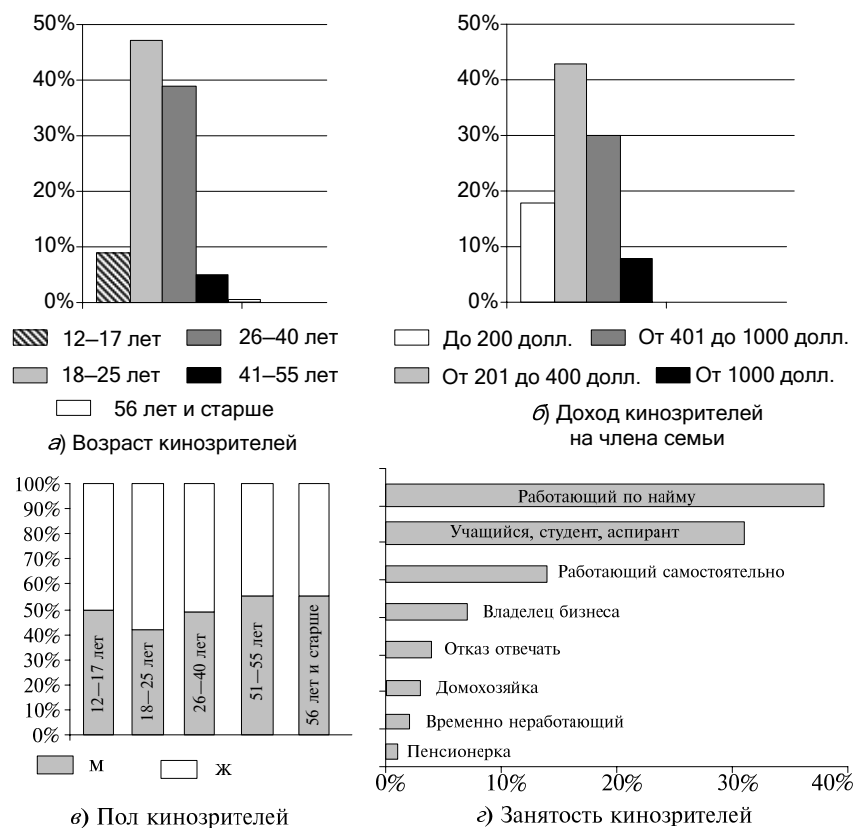 50%
40%
30%
20%
10%
0%
12–17 лет
26–40 лет
18–25 лет
41–55 лет
56 лет и старше
а) Возраст кинозрителей
50%
40%
30%
20%
10%
0%
До 200 долл.
От 401 до 1000 долл.
От 201 до 400 долл.
От 1000 долл.
б) Доход кинозрителей
на члена семьи
100%
90%
80%
70%
60%
50%
40%
30%
20%
10%
0%
12—17 лет
18—25 лет
26—40 лет
51—55 лет
56 лет и старше
м
ж
в) Пол кинозрителей
Работающий по найму
Учащийся, студент, аспирант
Работающий самостоятельно
Владелец бизнеса
Отказ отвечать
Домохозяйка
Временно неработающий
Пенсионерка
0% 10% 20% 30% 40%
г) Занятость кинозрителей